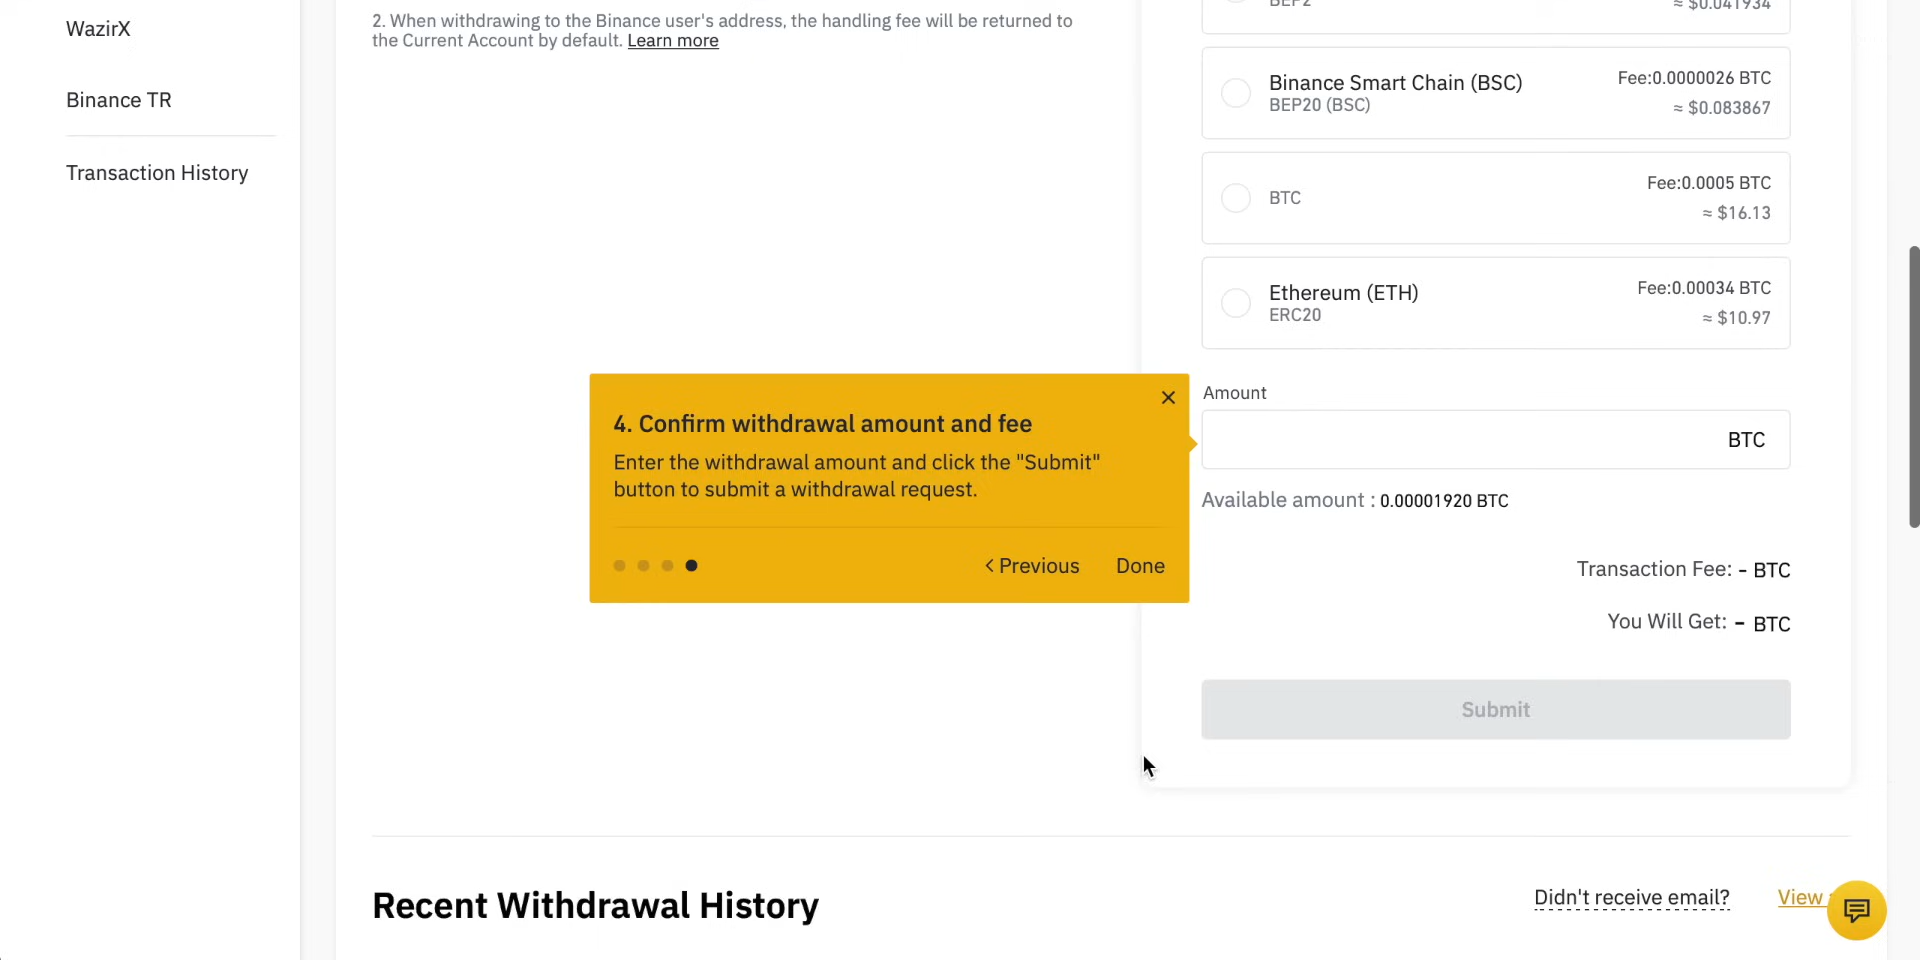 WazirX
Binance TR
Transaction History
2. When withdrawing to the Binance user's address, the handling fee will be returned to
the Current Account by default. Learn more
BEP2
≈ $0.041934
Binance Smart Chain (BSC)
BEP20 (BSC)
Fee:0.0000026 BTC
≈ $0.083867
BTC
Fee:0.0005 BTC
≈ $16.13
Ethereum (ETH)
ERC20
Fee:0.00034 BTC
≈ $10.97
4. Confirm withdrawal amount and fee
Enter the withdrawal amount and click the "Submit"
button to submit a withdrawal request.
Previous
Done
Amount
BTC
Available amount : 0.00001920 BTC
Transaction Fee: - BTC
You Will Get: - BTC
Submit
Recent Withdrawal History
Didn't receive email?
View